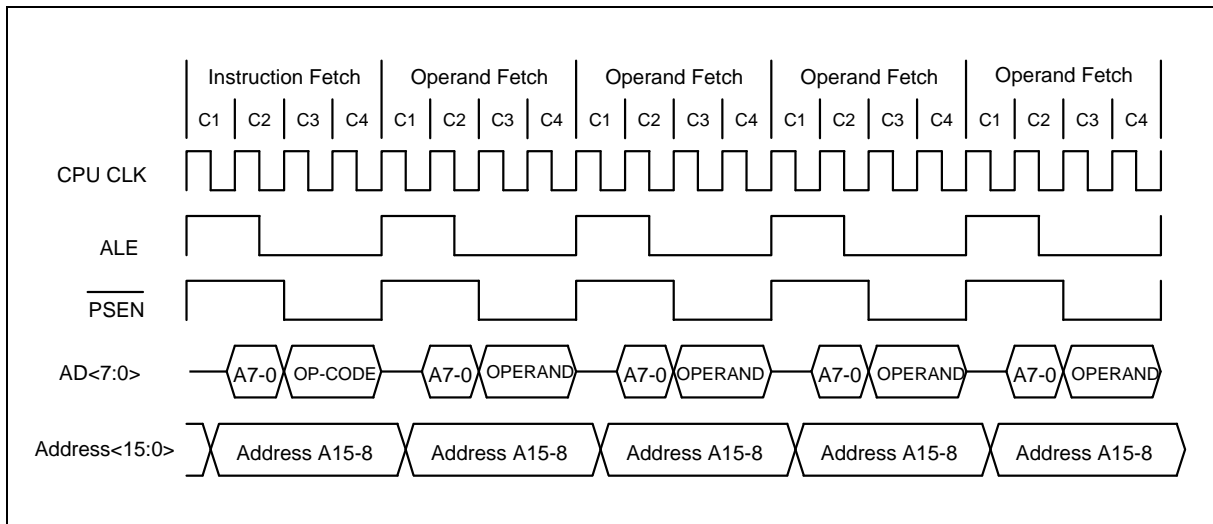 Instruction Fetch Operand Fetch Operand Fetch Operand Fetch Operand Fetch
C1 C2 C3 C4 C1 C2 C3 C4 C1 C2 C3 C4 C1 C2 C3 C4 C1 C2 C3 C4
CPU CLK
ALE
PSEN
AD<7:0> A7-0 OP-CODE A7-0 OPERAND A7-0 OPERAND A7-0 OPERAND A7-0 OPERAND
Address<15:0> Address A15-8 Address A15-8 Address A15-8 Address A15-8 Address A15-8